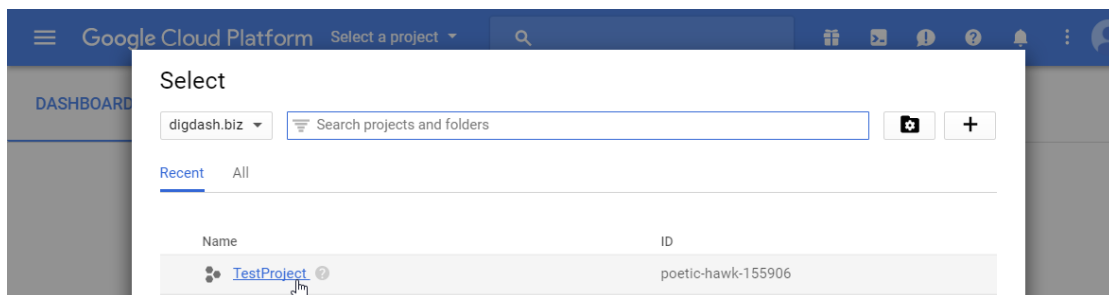 Google Cloud Platform Select a project
Select
DASHBOARD
digdash.biz Search projects and folders
Recent All
Name ID
TestProject poetic-hawk-155906